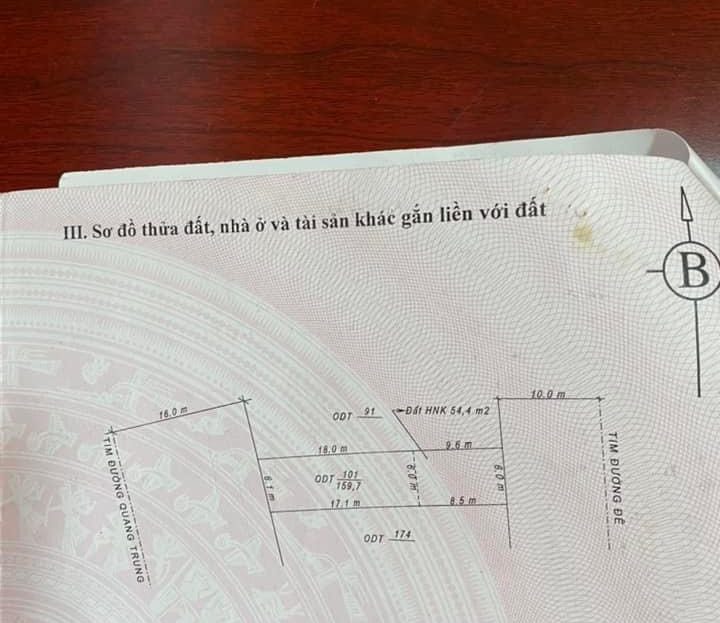 III. Sơ đồ thửa đất, nhà ở và tài sản khác gắn liền với đất
B
10.0 m
16.0 m
ODT 91
Đất HNK 54,4 m2
18.0 m
9.6 m
TIM ĐƯỜNG QUANG TRUNG
6.1 m
ODT 101
159,7
6.0 m
6.0 m
TIM ĐƯỜNG ĐÊ
17.1 m
8.5 m
ODT 174